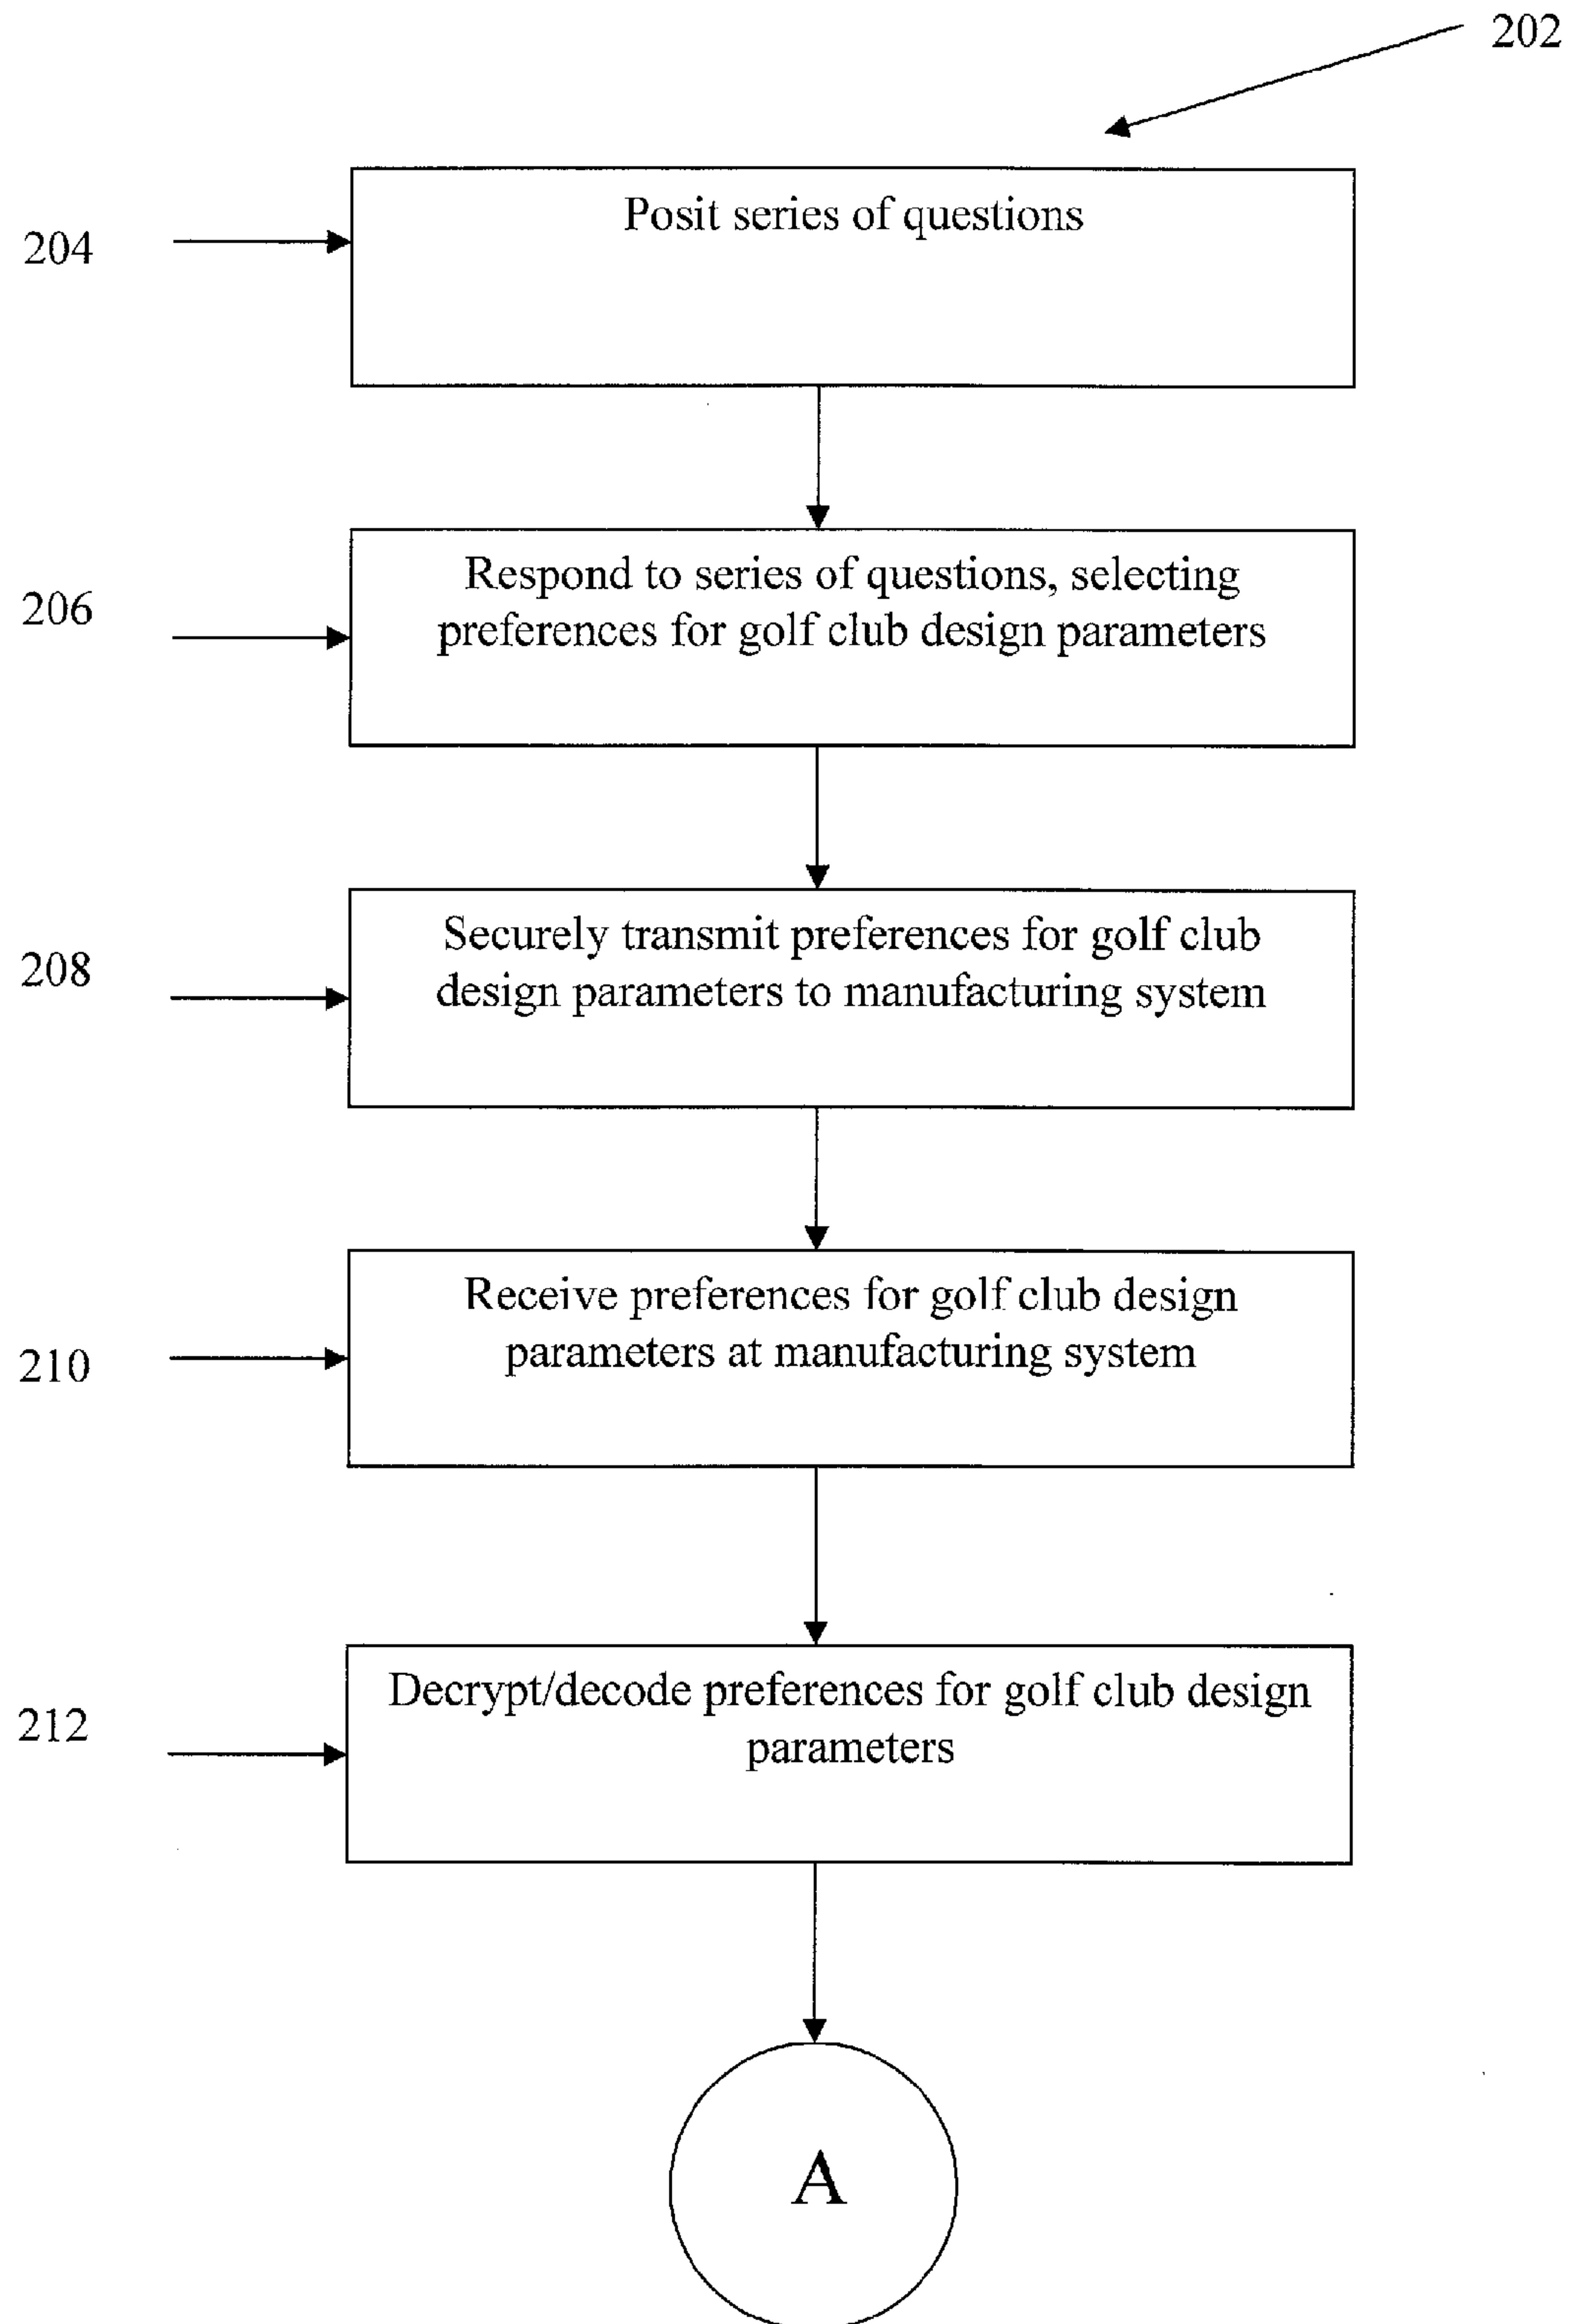 202
204
Posit series of questions
206
Respond to series of questions, selecting
preferences for golf club design parameters
208
Securely transmit preferences for golf club
design parameters to manufacturing system
210
Receive preferences for golf club design
parameters at manufacturing system
212
Decrypt/decode preferences for golf club design
parameters
A